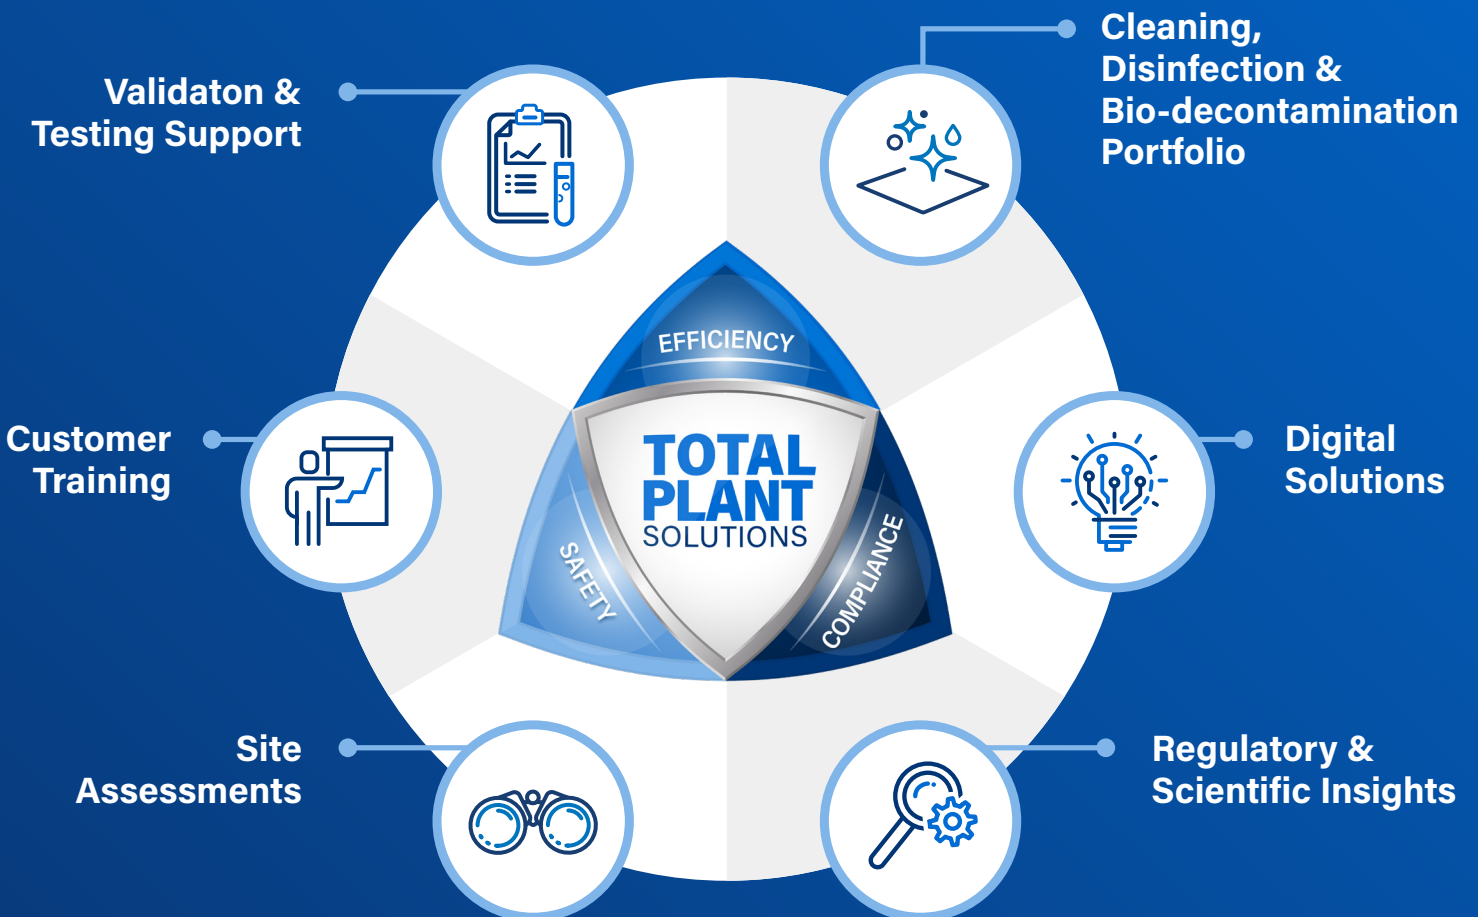 Validaton &
Testing Support
Cleaning,
Disinfection &
Bio-decontamination
Portfolio
EFFICIENCY
Customer
Training
TOTAL
PLANT
SOLUTIONS
Digital
Solutions
SAFETY
COMPLIANCE
Site
Assessments
Regulatory &
Scientific Insights